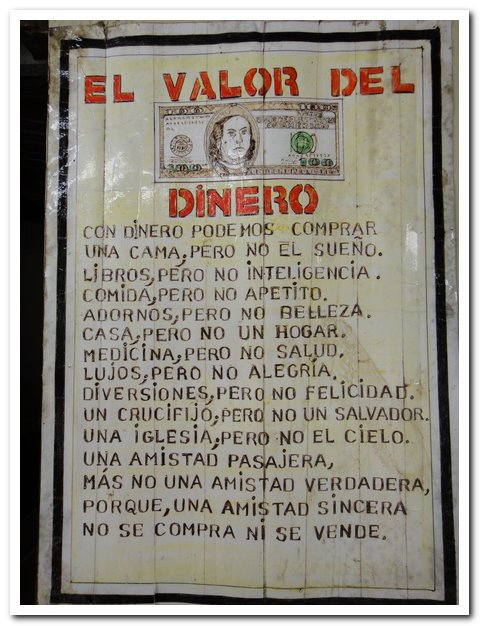 EL VALOR DEL
100 100
DINERO
CON DINERO PODEMOS COMPRAR
UNA CAMA, PERO NO EL SUEÑO.
LIBROS, PERO NO INTELIGENCIA.
COMIDA, PERO NO APETITO.
ADORNOS, PERO NO BELLEZA.
CASA, PERO NO UN HOGAR.
MEDICINA, PERO NO SALUD.
LUJOS, PERO NO ALEGRÍA.
DIVERSIONES, PERO NO FELICIDAD.
UN CRUCIFIJO, PERO NO UN SALVADOR.
UNA IGLESIA, PERO NO EL CIELO.
UNA AMISTAD PASAJERA,
MÁS NO UNA AMISTAD VERDADERA,
PORQUE, UNA AMISTAD SINCERA
NO SE COMPRA NI SE VENDE.